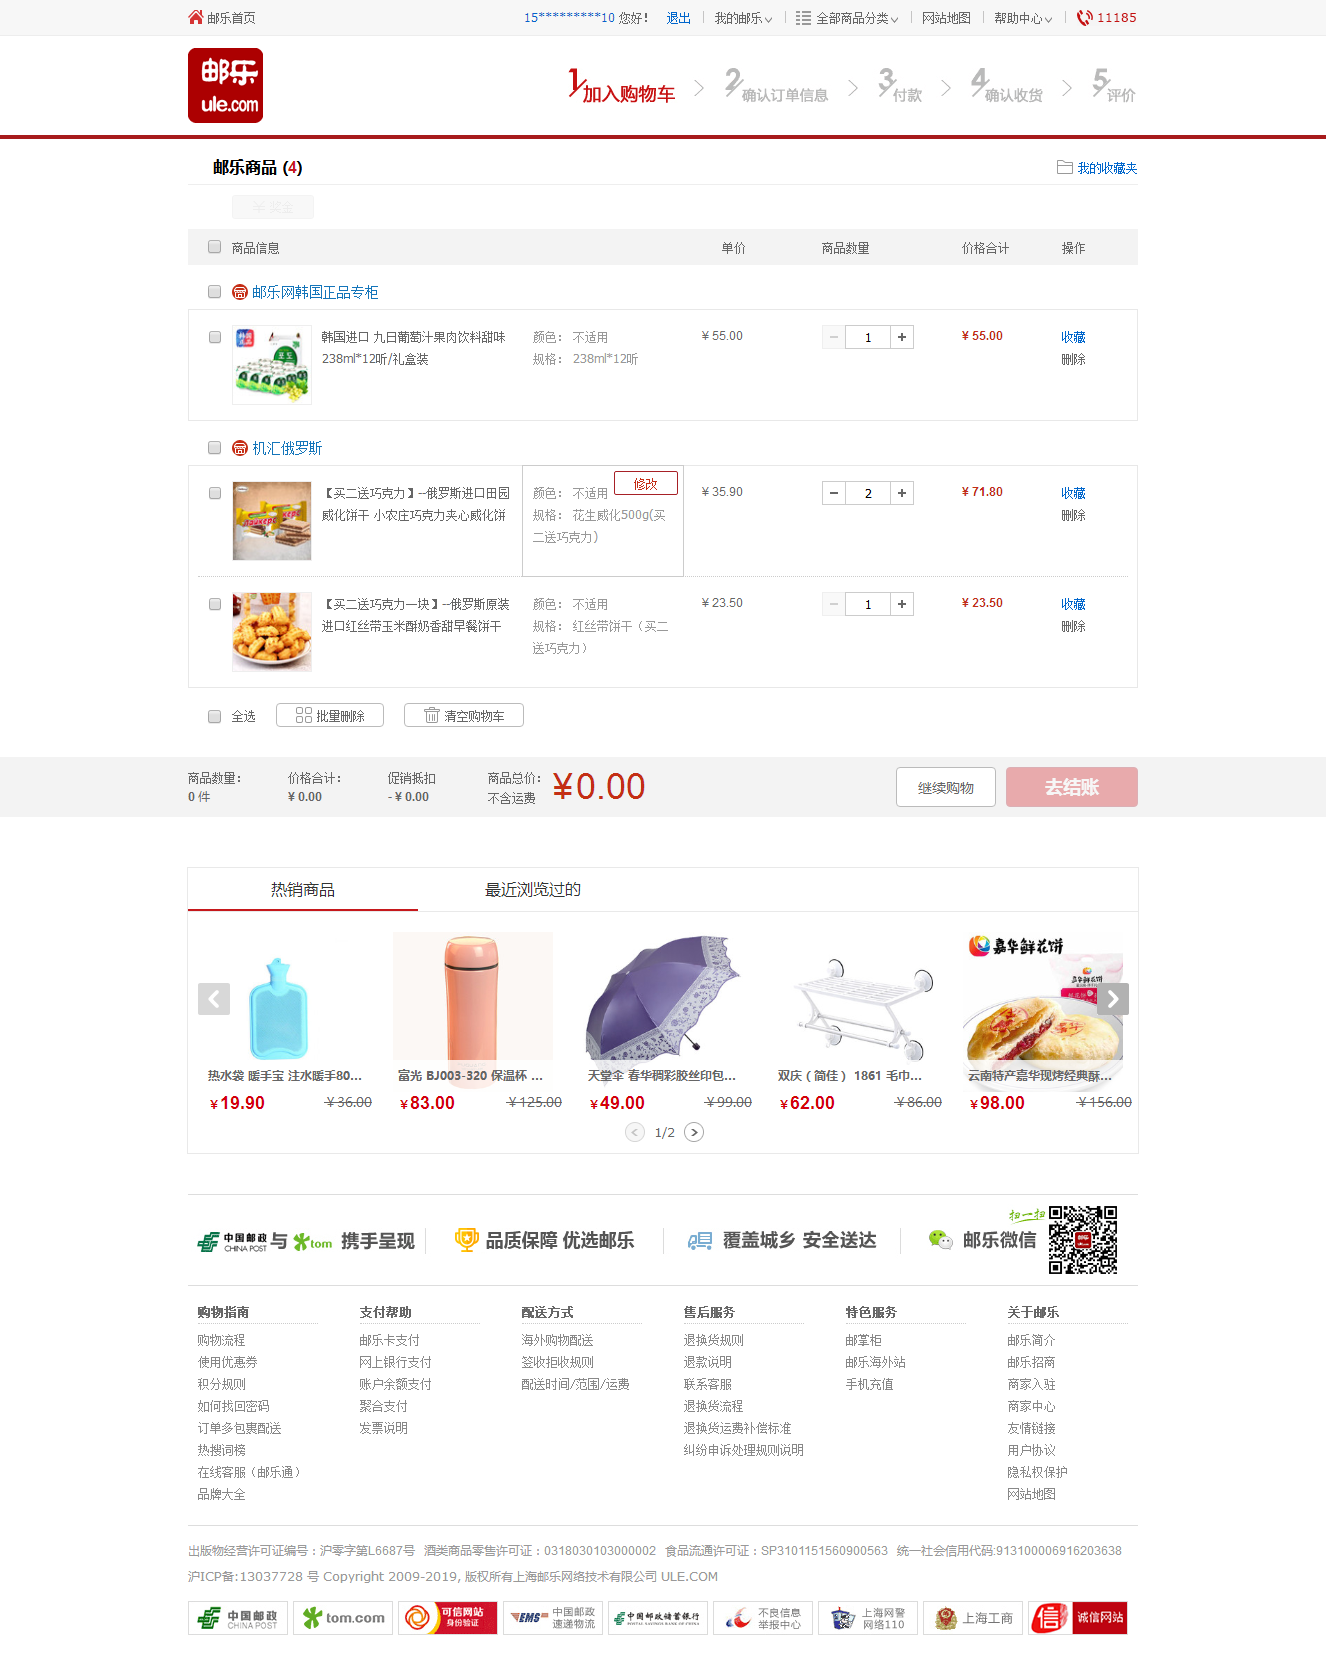 邮乐首页
15*********10 您好!
退出
我的邮乐
全部商品分类
网站地图
帮助中心
11185
邮乐
ule.com
1 加入购物车
2 确认订单信息
3 付款
4 确认收货
5 评价
邮乐商品 (4)
我的收藏夹
商品信息
单价
商品数量
价格合计
操作
邮乐网韩国正品专柜
韩国进口 九日葡萄汁果肉饮料甜味
238ml*12听/礼盒装
颜色： 不适用
规格： 238ml*12听
¥ 55.00
1
¥ 55.00
收藏
删除
机汇俄罗斯
【买二送巧克力】--俄罗斯进口田园
威化饼干 小农庄巧克力夹心威化饼
颜色： 不适用
修改
规格： 花生威化500g(买
二送巧克力)
¥ 35.90
2
¥ 71.80
收藏
删除
【买二送巧克力一块】--俄罗斯原装
进口红丝带玉米酥奶香甜早餐饼干
颜色： 不适用
规格： 红丝带饼干（买二
送巧克力）
¥ 23.50
1
¥ 23.50
收藏
删除
全选
批量删除
清空购物车
商品数量：
0 件
价格合计：
¥ 0.00
促销抵扣
- ¥ 0.00
商品总价：
不含运费
¥0.00
继续购物
去结账
热销商品
最近浏览过的
嘉华鲜花饼
热水袋 暖手宝 注水暖手80...
¥19.90
¥36.00
富光 BJ003-320 保温杯 ...
¥83.00
¥125.00
天堂伞 春华稠彩胶丝印包...
¥49.00
¥99.00
双庆（简佳）1861 毛巾...
¥62.00
¥86.00
云南特产嘉华现烤经典酥...
¥98.00
¥156.00
1/2
中国邮政 CHINA POST 与 tom 携手呈现
品质保障 优选邮乐
覆盖城乡 安全送达
邮乐微信
扫一扫
购物指南
购物流程
使用优惠券
积分规则
如何找回密码
订单多包裹配送
热搜词榜
在线客服（邮乐通）
品牌大全
支付帮助
邮乐卡支付
网上银行支付
账户余额支付
聚合支付
发票说明
配送方式
海外购物配送
签收拒收规则
配送时间/范围/运费
售后服务
退换货规则
退款说明
联系客服
退换货流程
退换货运费补偿标准
纠纷申诉处理规则说明
特色服务
邮掌柜
邮乐海外站
手机充值
关于邮乐
邮乐简介
邮乐招商
商家入驻
商家中心
友情链接
用户协议
隐私权保护
网站地图
出版物经营许可证编号：沪零字第L6687号 酒类商品零售许可证：0318030103000002 食品流通许可证：SP3101151560900563 统一社会信用代码:913100006916203638
沪ICP备:13037728 号 Copyright 2009-2019, 版权所有上海邮乐网络技术有限公司 ULE.COM
中国邮政
CHINA POST
tom.com
可信网站
身份验证
EMS
中国邮政
速递物流
中国邮政储蓄银行
POSTAL SAVINGS BANK OF CHINA
不良信息
举报中心
上海网警
网络110
上海工商
信
诚信网站